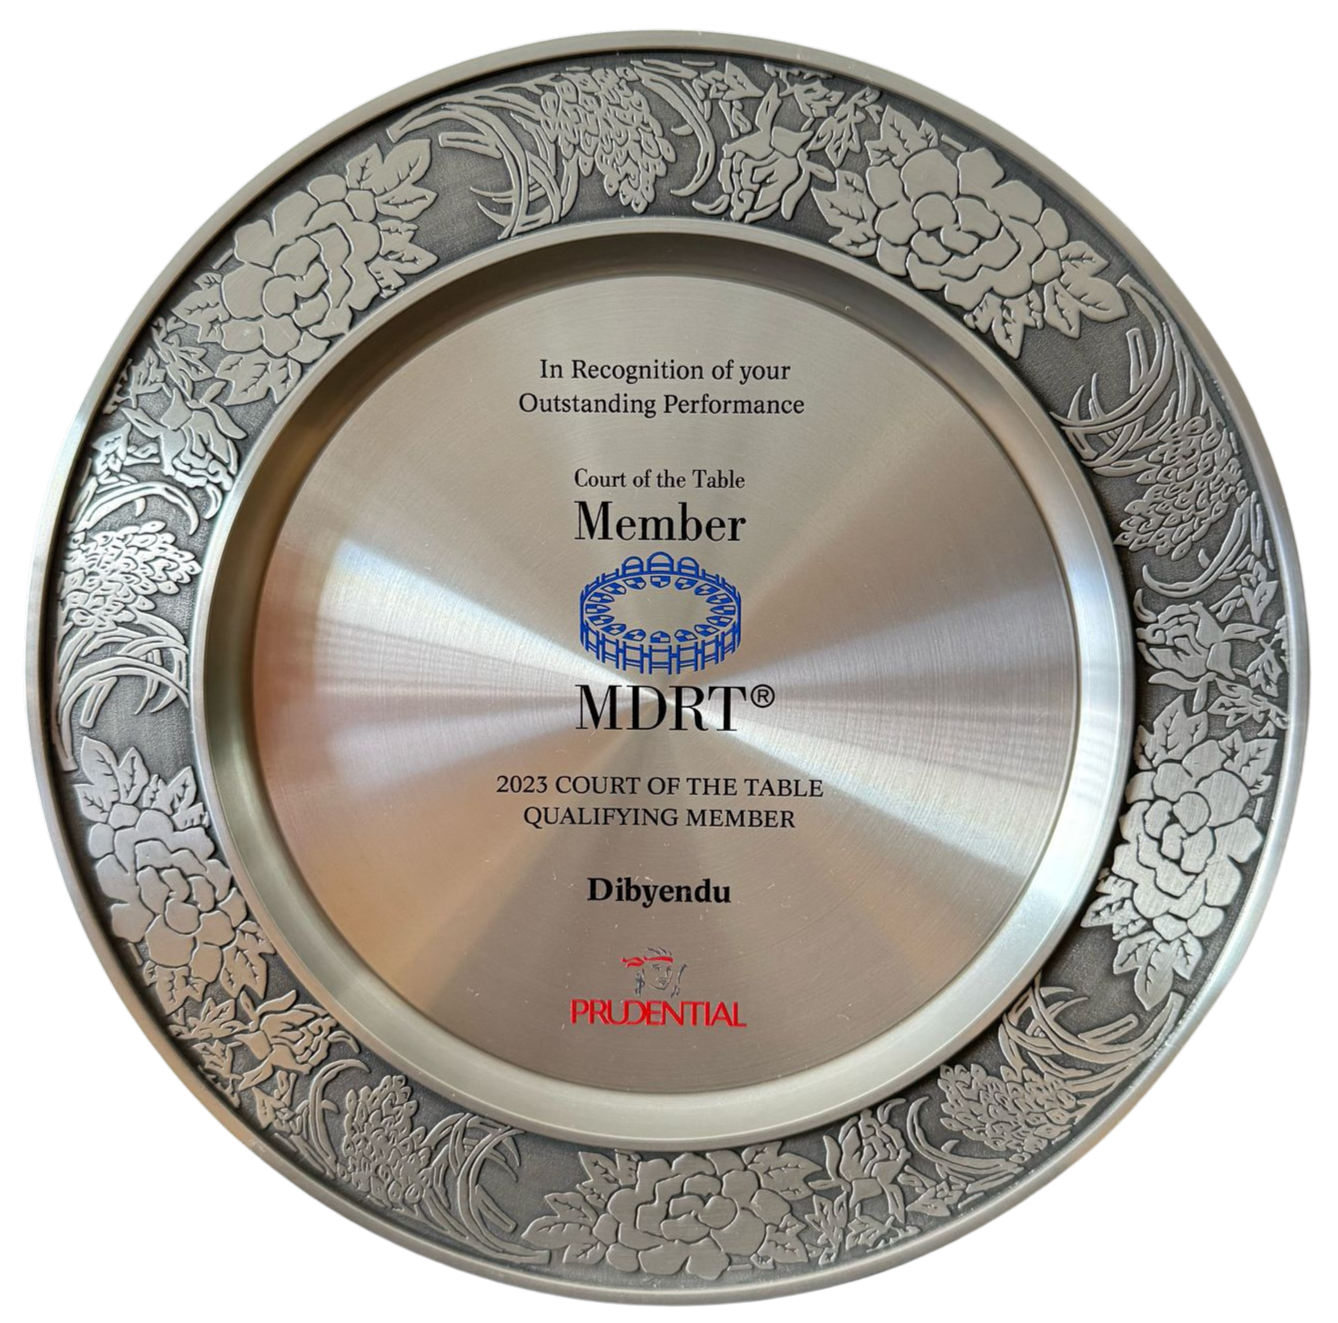 In Recognition of your
Outstanding Performance
Court of the Table
Member
MDRT®
2023 COURT OF THE TABLE
QUALIFYING MEMBER
Dibyendu
PRUDENTIAL